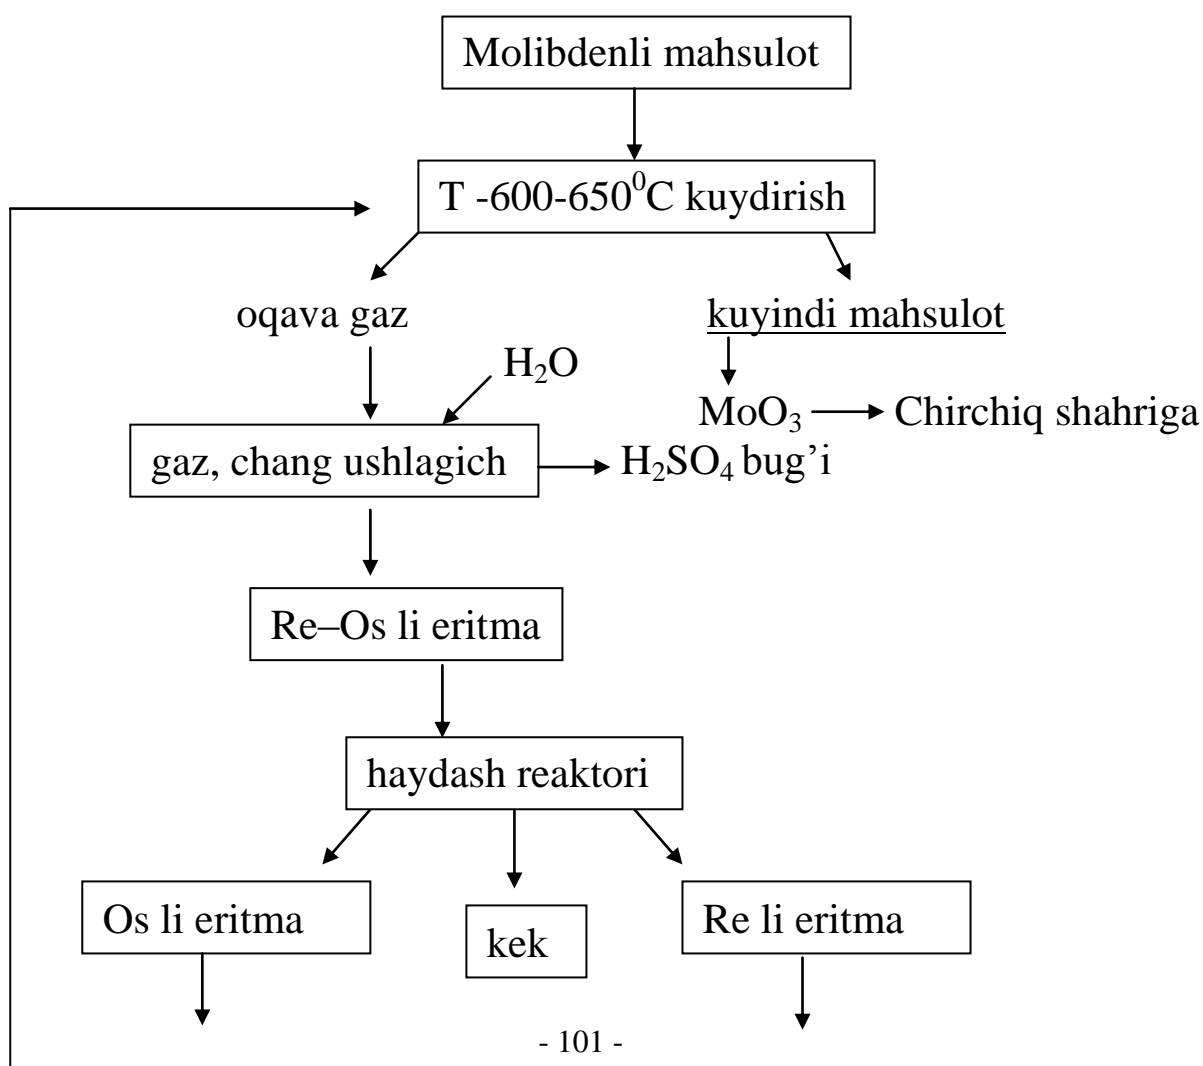 Molibdenli mahsulot
T -600-650⁰C kuydirish
oqava gaz
kuyindi mahsulot
H₂O
MoO₃
Chirchiq shahriga
gaz, chang ushlagich
H₂SO₄ bug’i
Re–Os li eritma
haydash reaktori
Os li eritma
kek
Re li eritma
- 101 -